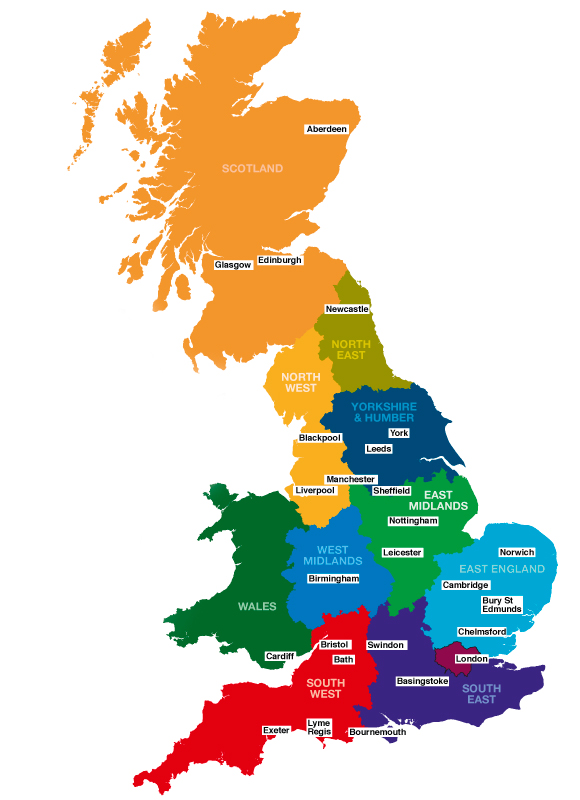 Aberdeen
SCOTLAND
Edinburgh
Glasgow
Newcastle
NORTH
EAST
NORTH
WEST
YORKSHIRE
& HUMBER
York
Blackpool
Leeds
Manchester
Liverpool
Sheffield
EAST
MIDLANDS
Nottingham
WEST
MIDLANDS
Leicester
Norwich
EAST ENGLAND
Birmingham
Cambridge
Bury St
Edmunds
WALES
Chelmsford
Bristol
Swindon
Cardiff
Bath
London
Basingstoke
SOUTH
WEST
SOUTH
EAST
Lyme
Regis
Exeter
Bournemouth